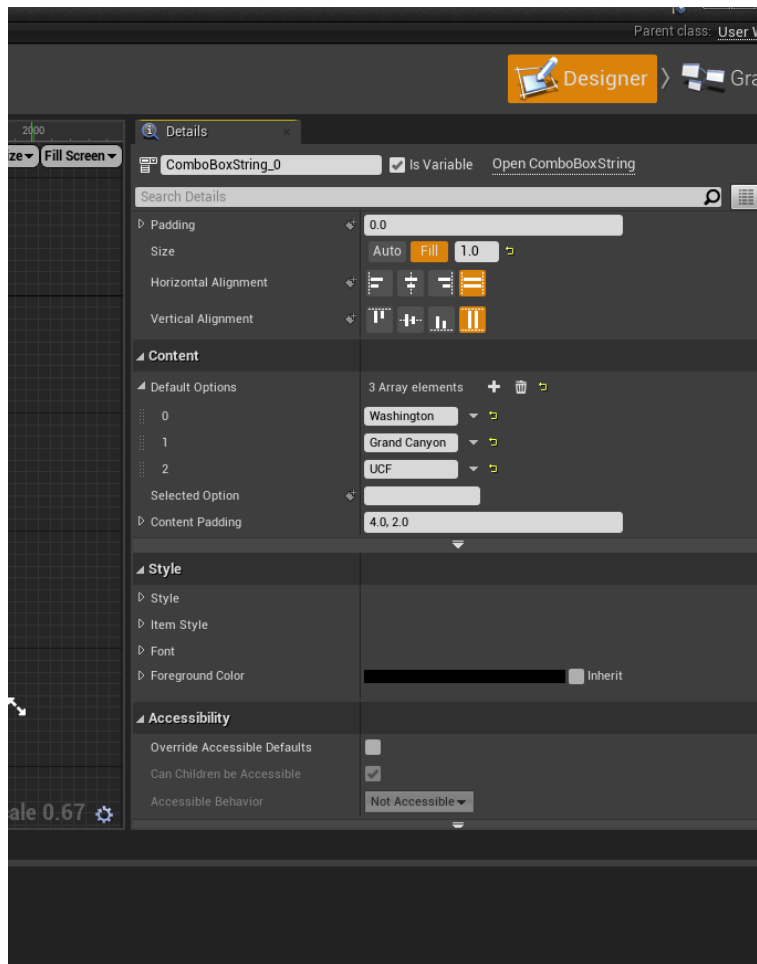 Parent class: User W
Designer Gra
2000
Details
ze Fill Screen
ComboBoxString_0 Is Variable Open ComboBoxString
Search Details
Padding 0.0
Size Auto Fill 1.0
Horizontal Alignment
Vertical Alignment
Content
Default Options 3 Array elements
0 Washington
1 Grand Canyon
2 UCF
Selected Option
Content Padding 4.0, 2.0
Style
Style
Item Style
Font
Foreground Color Inherit
Accessibility
Override Accessible Defaults
Can Children be Accessible
Accessible Behavior Not Accessible
ale 0.67